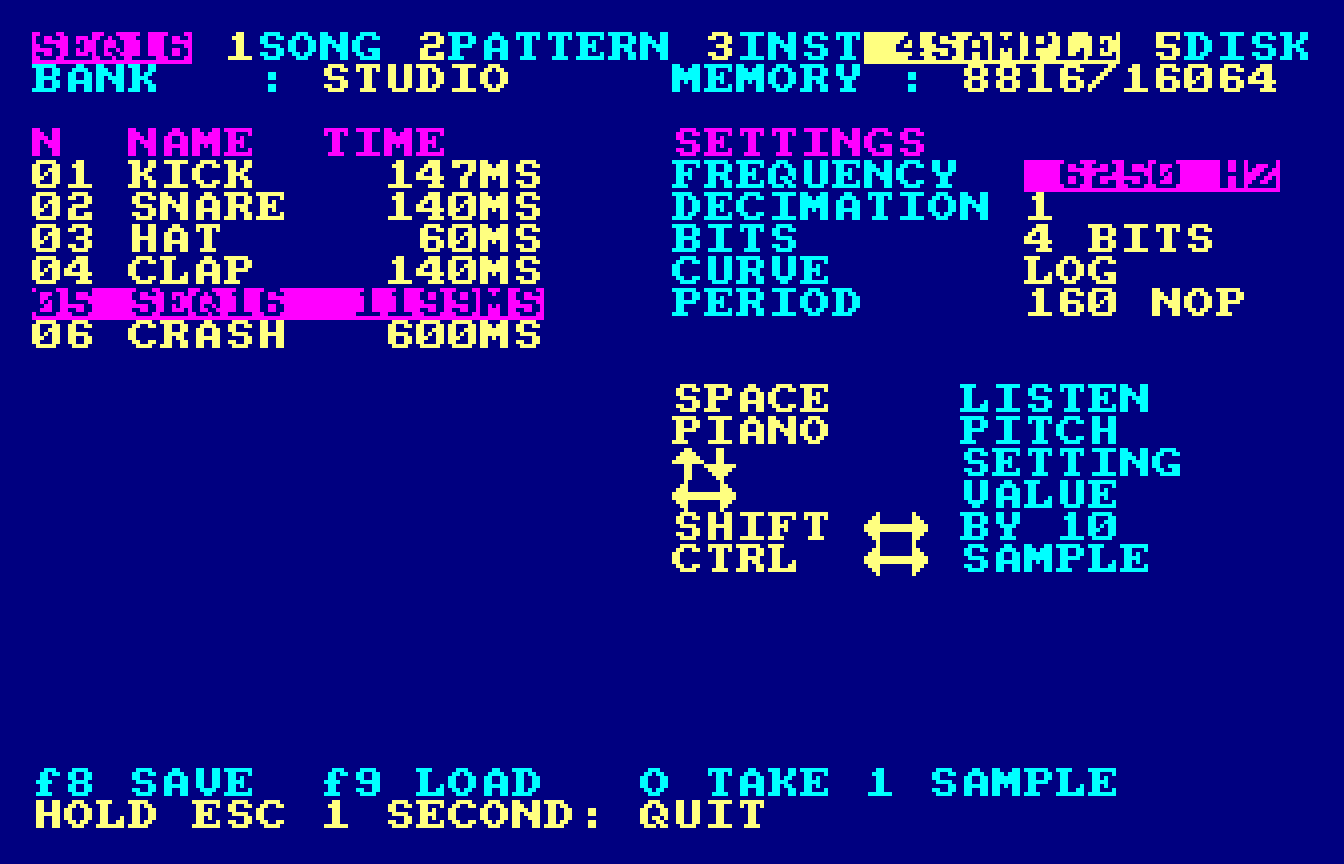 SEQ16 1SONG 2PATTERN 3INST 4SAMPLE 5DISK
BANK : STUDIO MEMORY : 8816/16064
N NAME TIME SETTINGS
01 KICK 147MS FREQUENCY 6250 HZ
02 SNARE 140MS DECIMATION 1
03 HAT 60MS BITS 4 BITS
04 CLAP 140MS CURVE LOG
05 SEQ16 1199MS PERIOD 160 NOP
06 CRASH 600MS
SPACE LISTEN
PIANO PITCH
↑↓ SETTING
↔ VALUE
SHIFT ↔ BY 10
CTRL ↔ SAMPLE
f8 SAVE f9 LOAD O TAKE 1 SAMPLE
HOLD ESC 1 SECOND: QUIT